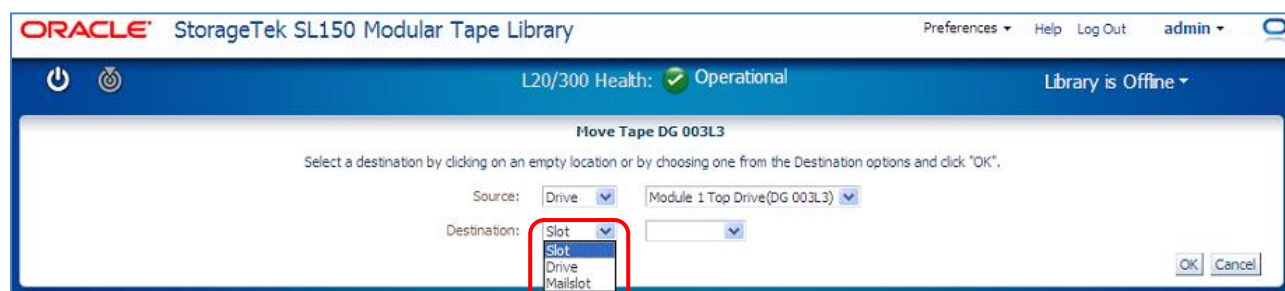 ORACLE StorageTek SL150 Modular Tape Library Preferences Help Log Out admin
L20/300 Health: Operational Library is Offline
Move Tape DG 003L3
Select a destination by clicking on an empty location or by choosing one from the Destination options and click "OK".
Source: Drive Module 1 Top Drive(DG 003L3)
Destination: Slot
Slot
Drive
Mailslot
OK Cancel